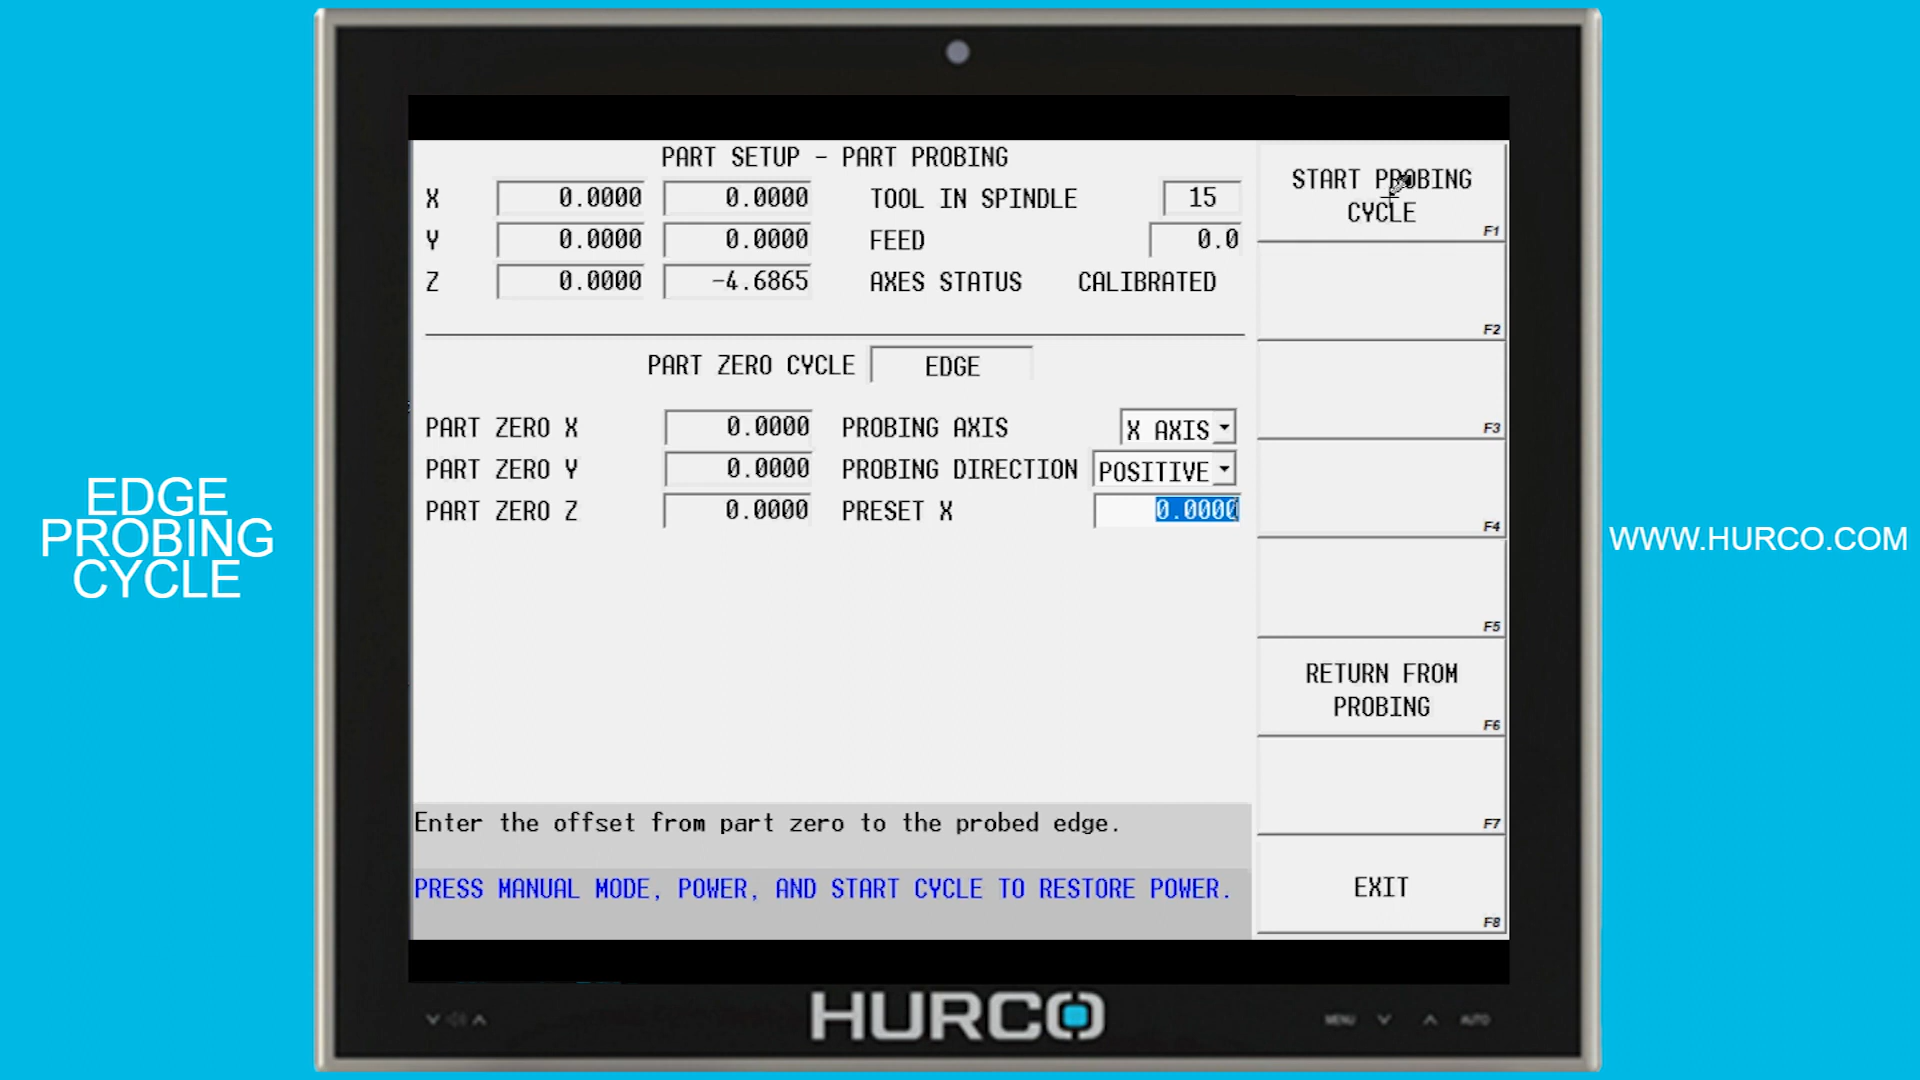 PART SETUP - PART PROBING
X 0.0000 0.0000 TOOL IN SPINDLE 15
Y 0.0000 0.0000 FEED 0.0
Z 0.0000 -4.6865 AXES STATUS CALIBRATED
PART ZERO CYCLE EDGE
PART ZERO X 0.0000 PROBING AXIS X AXIS
PART ZERO Y 0.0000 PROBING DIRECTION POSITIVE
PART ZERO Z 0.0000 PRESET X 0.0000
Enter the offset from part zero to the probed edge.
PRESS MANUAL MODE, POWER, AND START CYCLE TO RESTORE POWER.
START PROBING
CYCLE
F1
F2
F3
F4
F5
RETURN FROM
PROBING
F6
F7
EXIT
F8
EDGE
PROBING
CYCLE
WWW.HURCO.COM
HURCO
MENU
AUTO